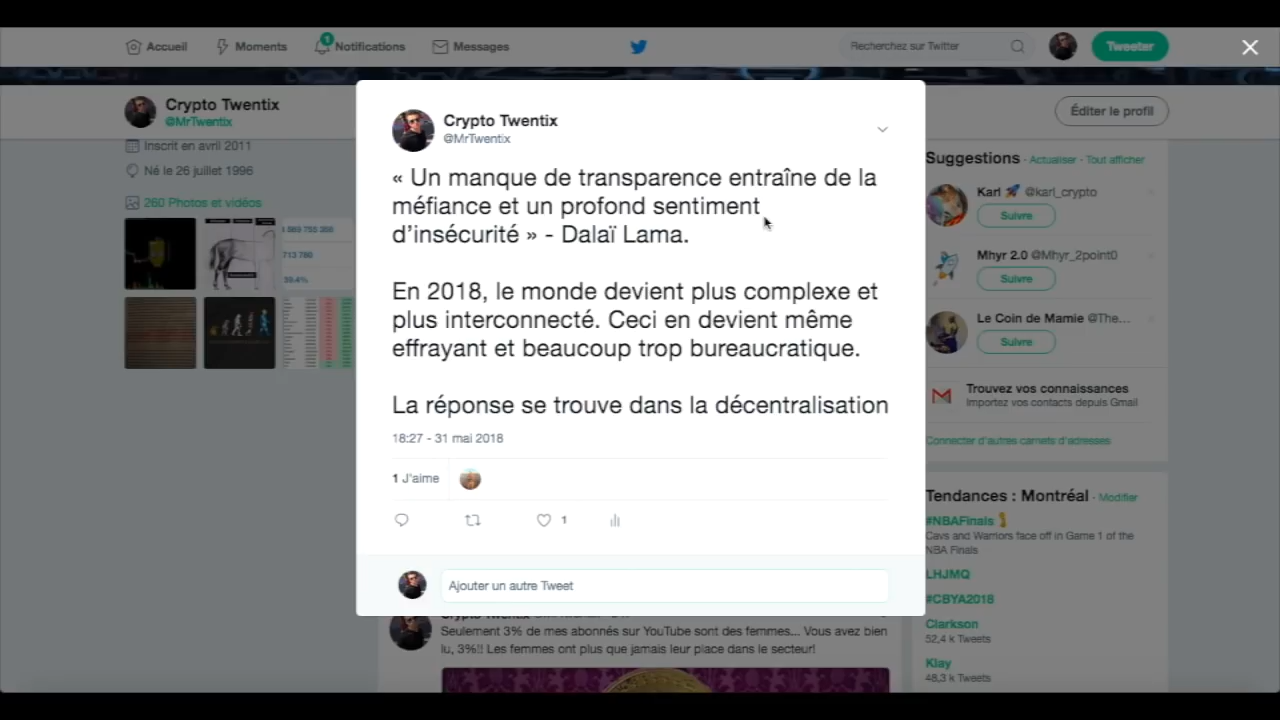 Accueil
Moments
1
Notifications
Messages
Recherchez sur Twitter
Tweeter
Crypto Twentix
@MrTwentix
Éditer le profil
Inscrit en avril 2011
Né le 26 juillet 1996
260 Photos et vidéos
713 780
39.4%
Crypto Twentix
@MrTwentix
« Un manque de transparence entraîne de la
méfiance et un profond sentiment
d’insécurité » - Dalaï Lama.
En 2018, le monde devient plus complexe et
plus interconnecté. Ceci en devient même
effrayant et beaucoup trop bureaucratique.
La réponse se trouve dans la décentralisation
18:27 - 31 mai 2018
1 J'aime
1
Ajouter un autre Tweet
Crypto Twentix
Seulement 3% de mes abonnés sur YouTube sont des femmes... Vous avez bien
lu, 3%!! Les femmes ont plus que jamais leur place dans le secteur!
Suggestions · Actualiser · Tout afficher
Karl @karl_crypto
Suivre
Mhyr 2.0 @Mhyr_2point0
Suivre
Le Coin de Mamie @The...
Suivre
Trouvez vos connaissances
Importez vos contacts depuis Gmail
Connecter d'autres carnets d'adresses
Tendances : Montréal · Modifier
#NBAFinals
Cavs and Warriors face off in Game 1 of the
NBA Finals
LHJMQ
#CBYA2018
Clarkson
52,4 k Tweets
Klay
48,3 k Tweets